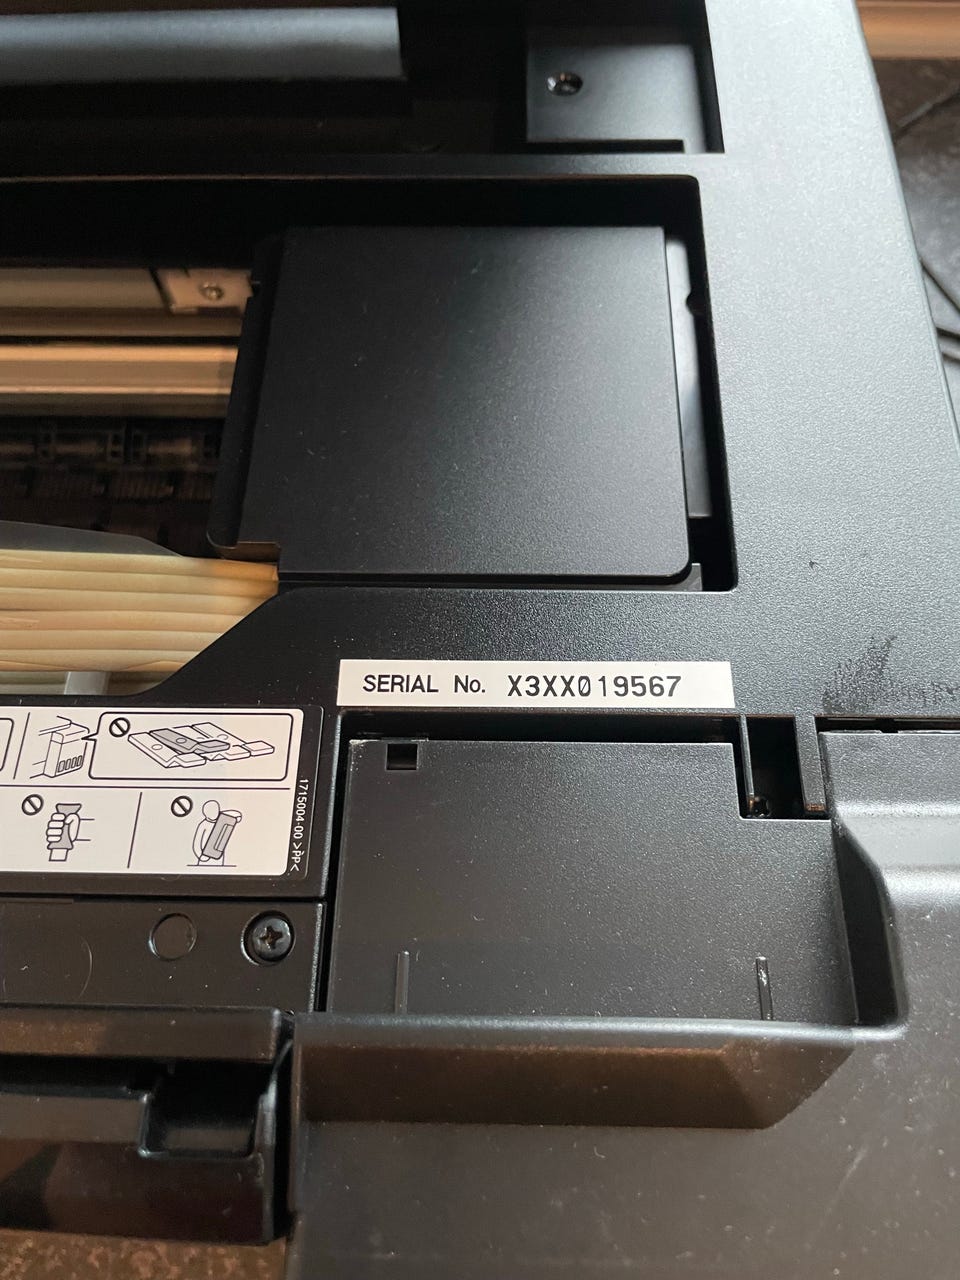 SERIAL No. X3XX019567
1715004-00 >PP<